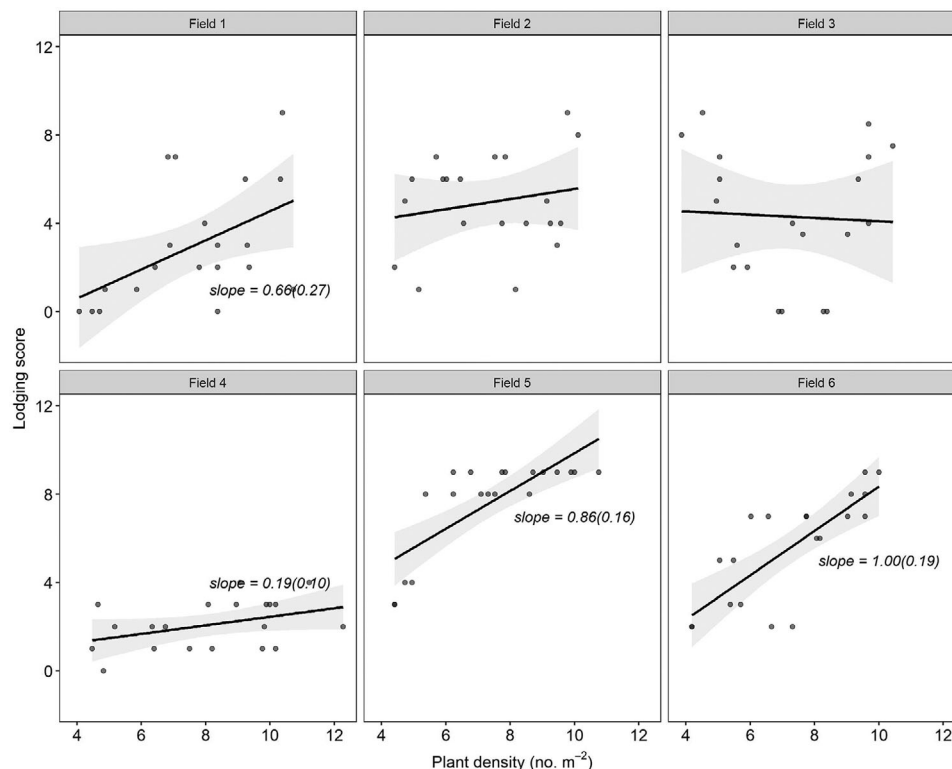 Field 1 Field 2 Field 3
12
8
4
0
slope = 0.66(0.27)
Lodging score
Field 4 Field 5 Field 6
12
8
4
0
slope = 0.19(0.10)
slope = 0.86(0.16)
slope = 1.00(0.19)
4 6 8 10 12 4 6 8 10 12 4 6 8 10 12
Plant density (no. m⁻²)